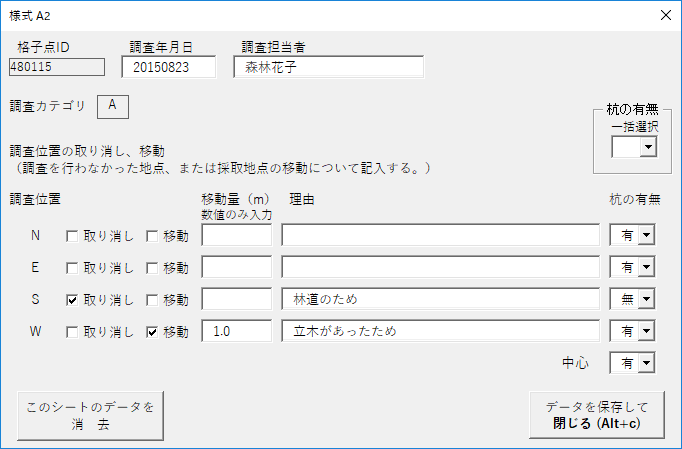 様式 A2
格子点ID 調査年月日 調査担当者
480115 20150823 森林花子
調査カテゴリ A
杭の有無
一括選択
調査位置の取り消し、移動
（調査を行わなかった地点、または採取地点の移動について記入する。）
調査位置 移動量（m） 理由 杭の有無
数値のみ入力
N 取り消し 移動 有
E 取り消し 移動 有
S 取り消し 移動 林道のため 無
W 取り消し 移動 1.0 立木があったため 有
中心 有
このシートのデータを
消　去
データを保存して
閉じる (Alt+c)